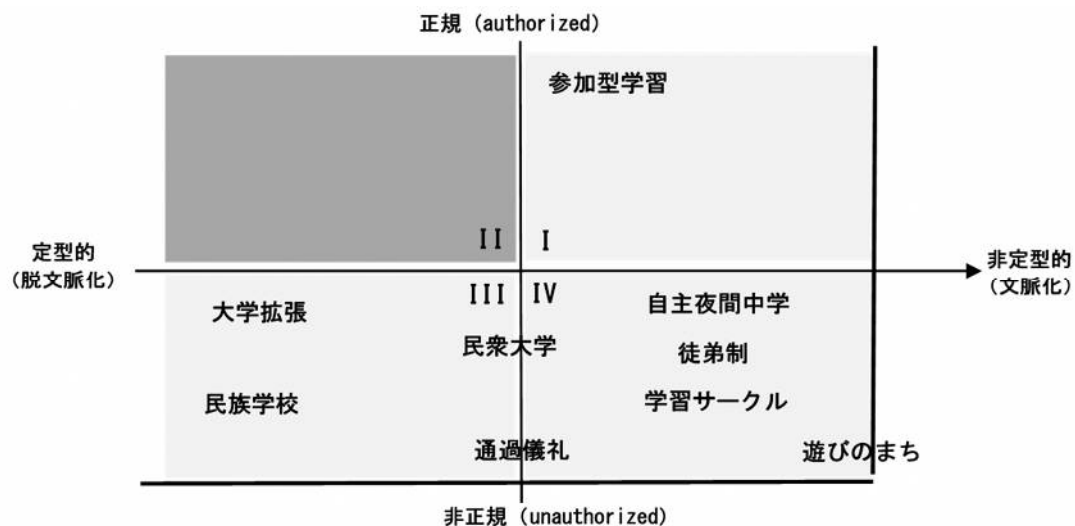 正規 (authorized)
参加型学習
II I
定型的
(脱文脈化)
非定型的
(文脈化)
III IV
大学拡張
自主夜間中学
民衆大学
徒弟制
民族学校
学習サークル
通過儀礼
遊びのまち
非正規 (unauthorized)